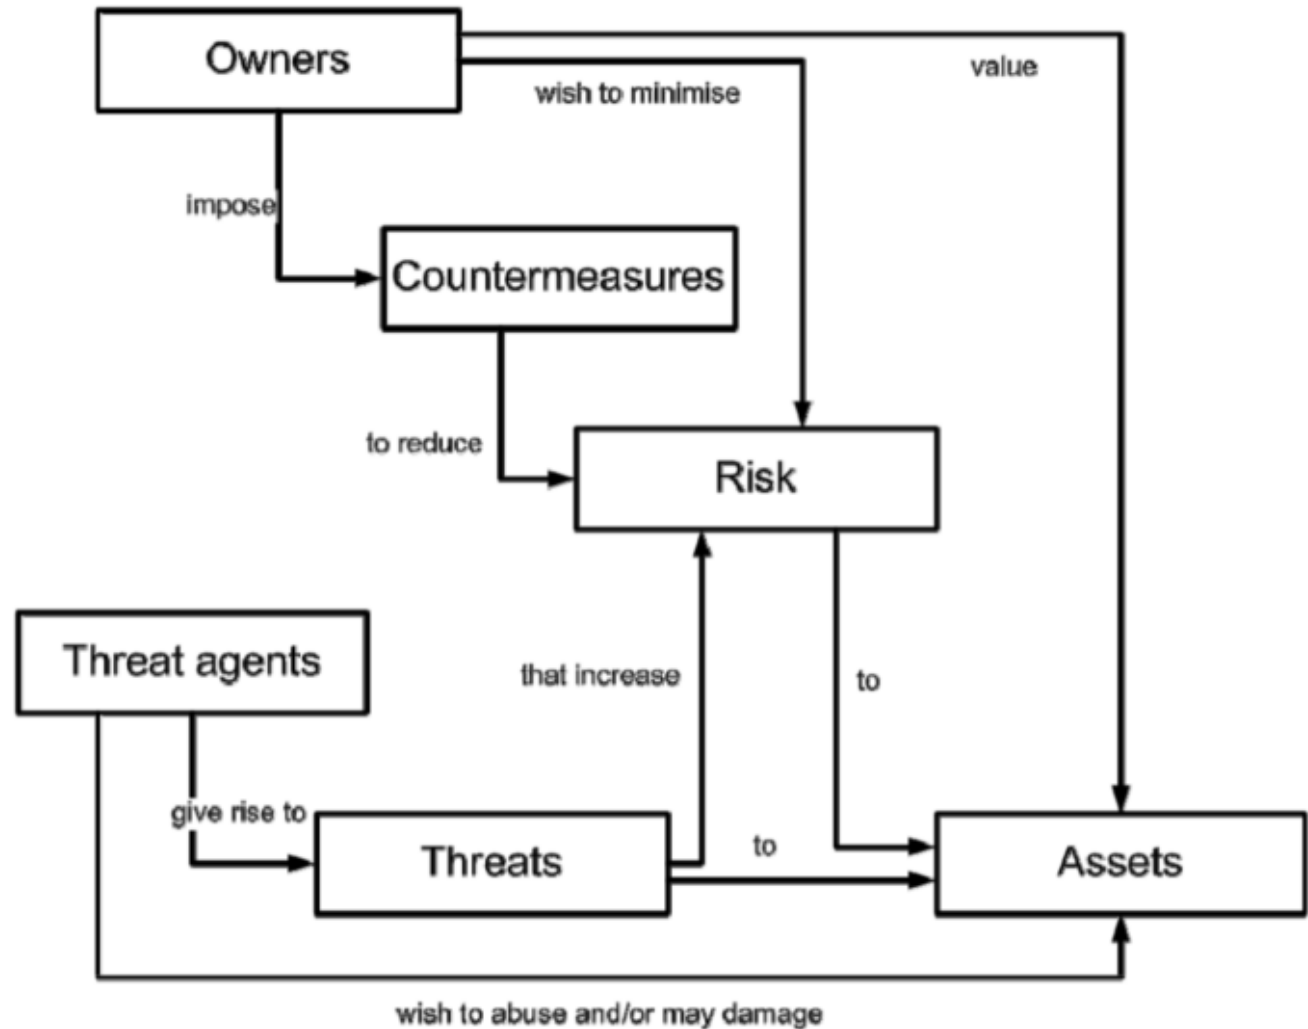 Owners
value
wish to minimise
impose
Countermeasures
to reduce
Risk
Threat agents
that increase
to
give rise to
Threats
to
Assets
wish to abuse and/or may damage